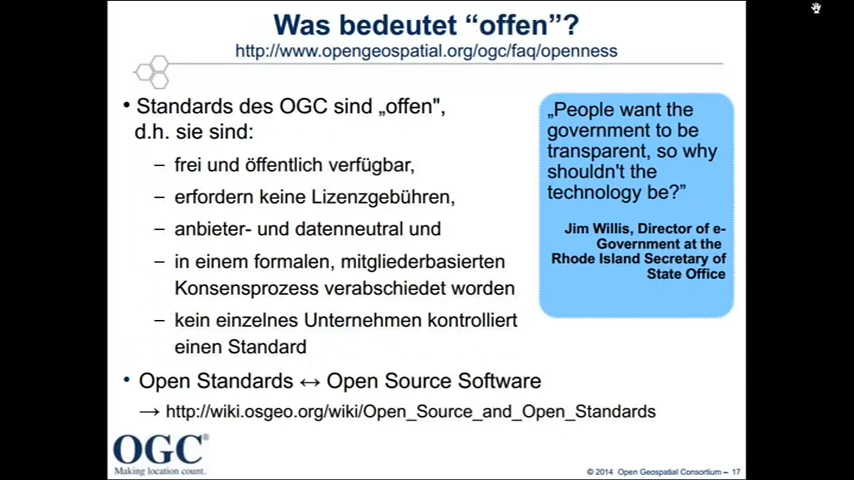 Was bedeutet “offen”?
http://www.opengeospatial.org/ogc/faq/openness
• Standards des OGC sind „offen",
d.h. sie sind:
– frei und öffentlich verfügbar,
– erfordern keine Lizenzgebühren,
– anbieter- und datenneutral und
– in einem formalen, mitgliederbasierten
Konsensprozess verabschiedet worden
– kein einzelnes Unternehmen kontrolliert
einen Standard
• Open Standards ↔ Open Source Software
→ http://wiki.osgeo.org/wiki/Open_Source_and_Open_Standards
„People want the
government to be
transparent, so why
shouldn't the
technology be?”
Jim Willis, Director of e-
Government at the
Rhode Island Secretary of
State Office
OGC®
Making location count.
© 2014 Open Geospatial Consortium – 17